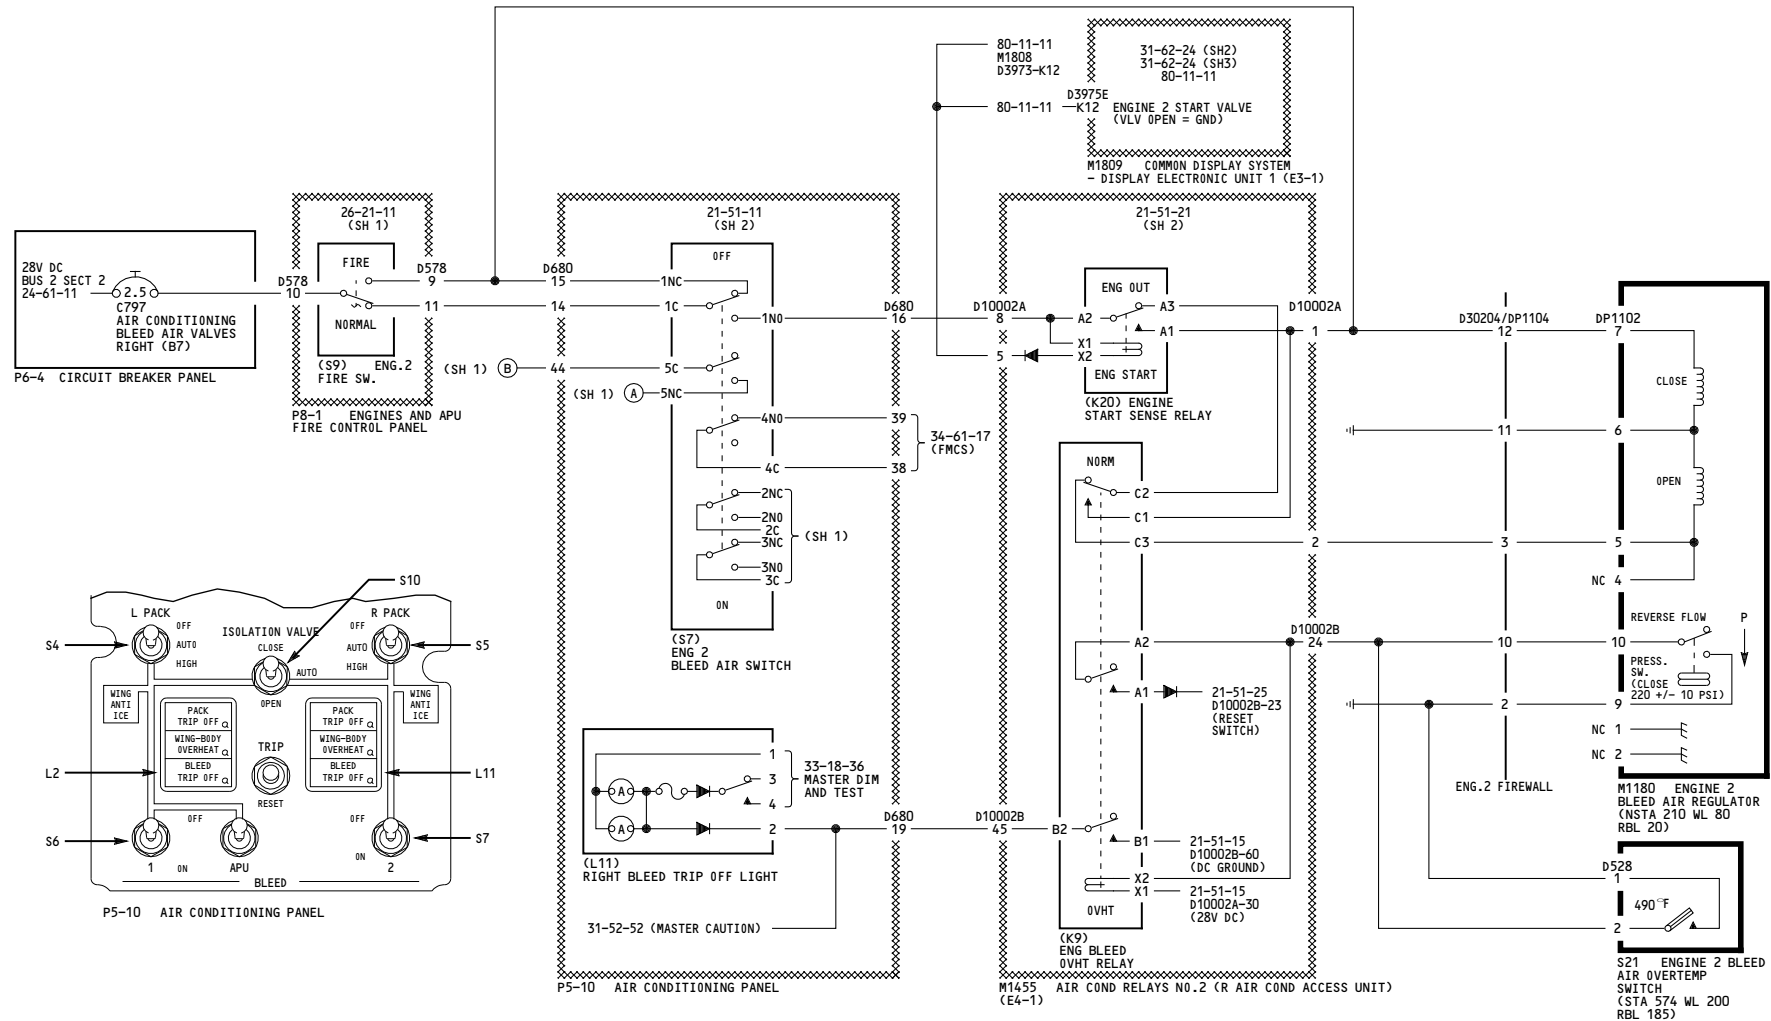 80-11-11
M1808
D3973-K12
31-62-24 (SH2)
31-62-24 (SH3)
80-11-11
D3975E
80-11-11
K12
ENGINE 2 START VALVE
(VLV OPEN = GND)
M1809 COMMON DISPLAY SYSTEM
- DISPLAY ELECTRONIC UNIT 1 (E3-1)
28V DC
BUS 2 SECT 2
24-61-11
2.5
C797
AIR CONDITIONING
BLEED AIR VALVES
RIGHT (B7)
P6-4 CIRCUIT BREAKER PANEL
26-21-11
(SH 1)
D578
10
FIRE
NORMAL
D578
9
11
(S9) ENG.2
FIRE SW.
P8-1 ENGINES AND APU
FIRE CONTROL PANEL
21-51-11
(SH 2)
D680
15
14
(SH 1)
B
44
(SH 1)
A
OFF
1NC
1C
1NO
5C
5NC
4NO
4C
2NC
2NO
2C
3NC
3NO
3C
(SH 1)
ON
(S7)
ENG 2
BLEED AIR SWITCH
D680
16
39
38
34-61-17
(FMCS)
1
3
4
2
33-18-36
MASTER DIM
AND TEST
A
A
(L11)
RIGHT BLEED TRIP OFF LIGHT
D680
19
31-52-52 (MASTER CAUTION)
P5-10 AIR CONDITIONING PANEL
21-51-21
(SH 2)
D10002A
8
5
ENG OUT
A2
A3
A1
X1
X2
ENG START
(K20) ENGINE
START SENSE RELAY
D10002A
1
NORM
C2
C1
C3
2
A2
A1
21-51-25
D10002B-23
(RESET
SWITCH)
D10002B
24
D10002B
45
B2
B1
21-51-15
D10002B-60
(DC GROUND)
X2
X1
21-51-15
D10002A-30
(28V DC)
OVHT
(K9)
ENG BLEED
OVHT RELAY
M1455 AIR COND RELAYS NO.2 (R AIR COND ACCESS UNIT)
(E4-1)
D30204/DP1104
12
11
3
10
2
ENG.2 FIREWALL
DP1102
7
6
5
NC 4
10
9
NC 1
NC 2
CLOSE
OPEN
REVERSE FLOW
P
PRESS.
SW.
(CLOSE
220 +/- 10 PSI)
M1180 ENGINE 2
BLEED AIR REGULATOR
(NSTA 210 WL 80
RBL 20)
D528
1
2
490°F
S21 ENGINE 2 BLEED
AIR OVERTEMP
SWITCH
(STA 574 WL 200
RBL 185)
S10
L PACK
R PACK
OFF
AUTO
HIGH
ISOLATION VALVE
CLOSE
AUTO
OPEN
OFF
AUTO
HIGH
S4
S5
WING
ANTI
ICE
WING
ANTI
ICE
PACK
TRIP OFF
WING-BODY
OVERHEAT
BLEED
TRIP OFF
PACK
TRIP OFF
WING-BODY
OVERHEAT
BLEED
TRIP OFF
TRIP
RESET
L2
L11
OFF
OFF
S6
S7
1
ON
APU
ON
2
BLEED
P5-10 AIR CONDITIONING PANEL